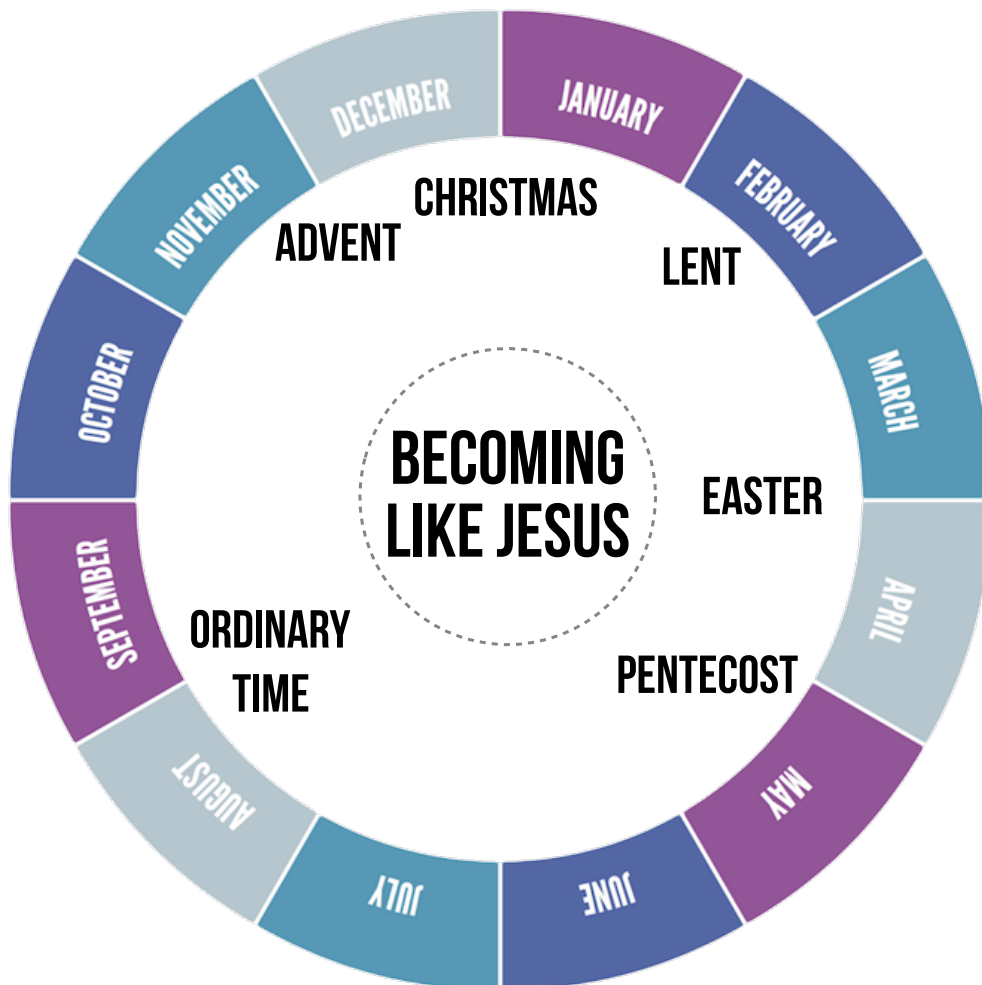 JANUARY
FEBRUARY
MARCH
APRIL
MAY
JUNE
JULY
AUGUST
SEPTEMBER
OCTOBER
NOVEMBER
DECEMBER
CHRISTMAS
ADVENT
LENT
EASTER
PENTECOST
ORDINARY
TIME
BECOMING
LIKE JESUS